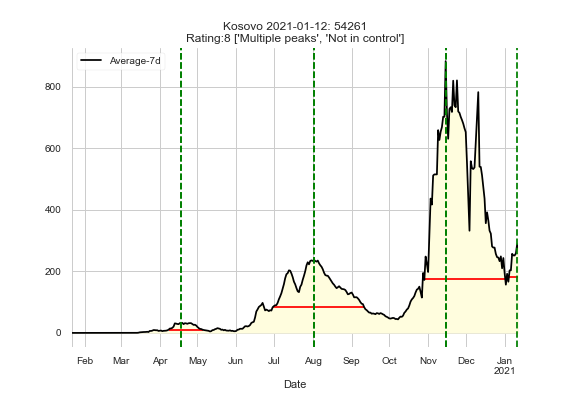 Kosovo 2021-01-12: 54261
Rating:8 ['Multiple peaks', 'Not in control']
Average-7d
800
600
400
200
0
Feb Mar Apr May Jun Jul Aug Sep Oct Nov Dec Jan
2021
Date